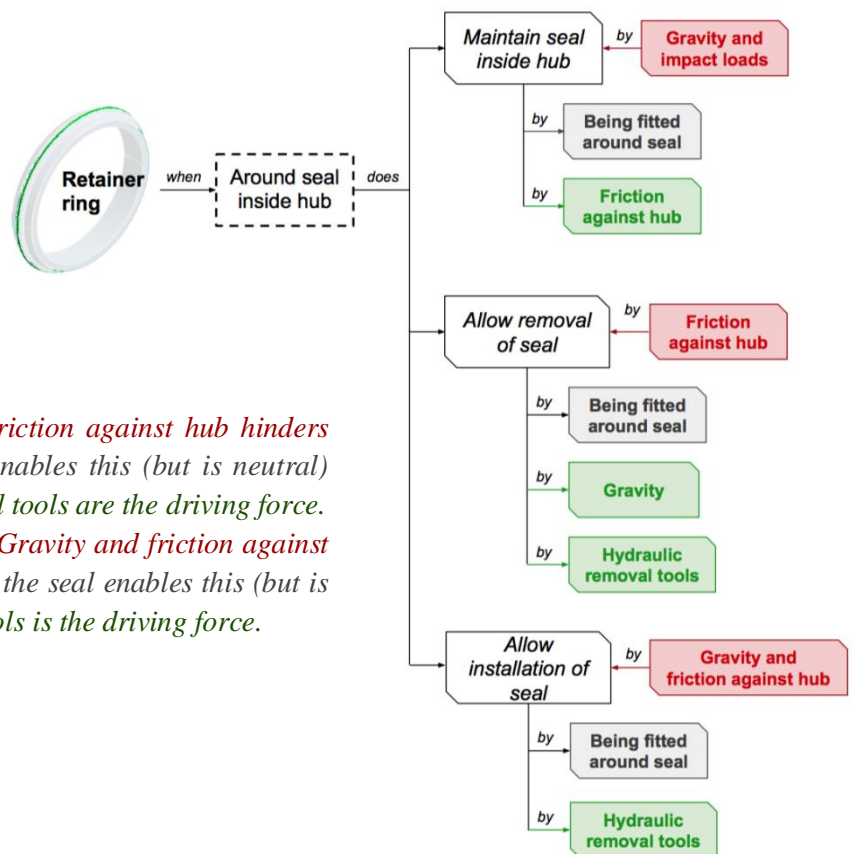 Retainer
ring
when
Around seal
inside hub
does
Maintain seal
inside hub
by
Gravity and
impact loads
by
Being fitted
around seal
by
Friction
against hub
Allow removal
of seal
by
Friction
against hub
by
Being fitted
around seal
by
Gravity
by
Hydraulic
removal tools
Allow
installation of
seal
by
Gravity and
friction against hub
by
Being fitted
around seal
by
Hydraulic
removal tools
riction against hub hinders
nables this (but is neutral)
l tools are the driving force.
Gravity and friction against
the seal enables this (but is
ols is the driving force.